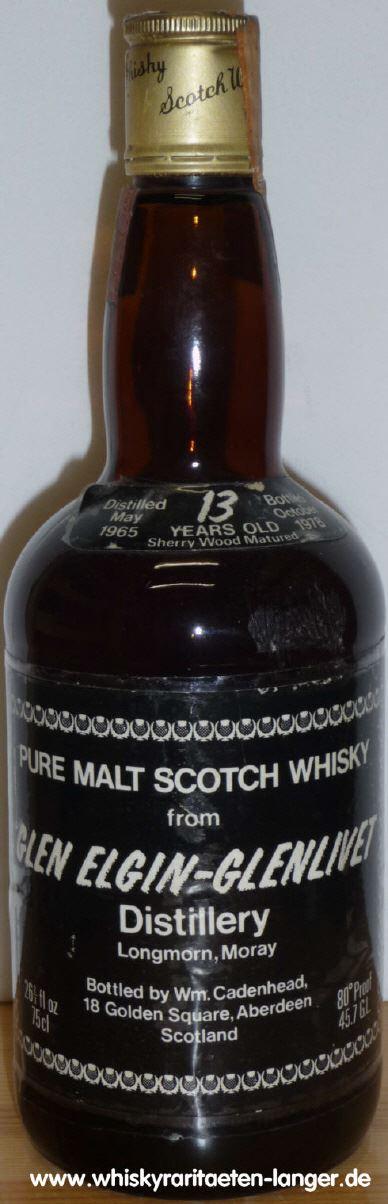 Whisky
Scotch W
Distilled 13 Bottled
May October
1965 YEARS OLD 1978
Sherry Wood Matured
PURE MALT SCOTCH WHISKY
from
GLEN ELGIN-GLENLIVET
Distillery
Longmorn, Moray
Bottled by Wm. Cadenhead,
18 Golden Square, Aberdeen
Scotland
26⅔ fl oz
75cl
80° Proof
45.7 G.L.
www.whiskyraritaeten-langer.de